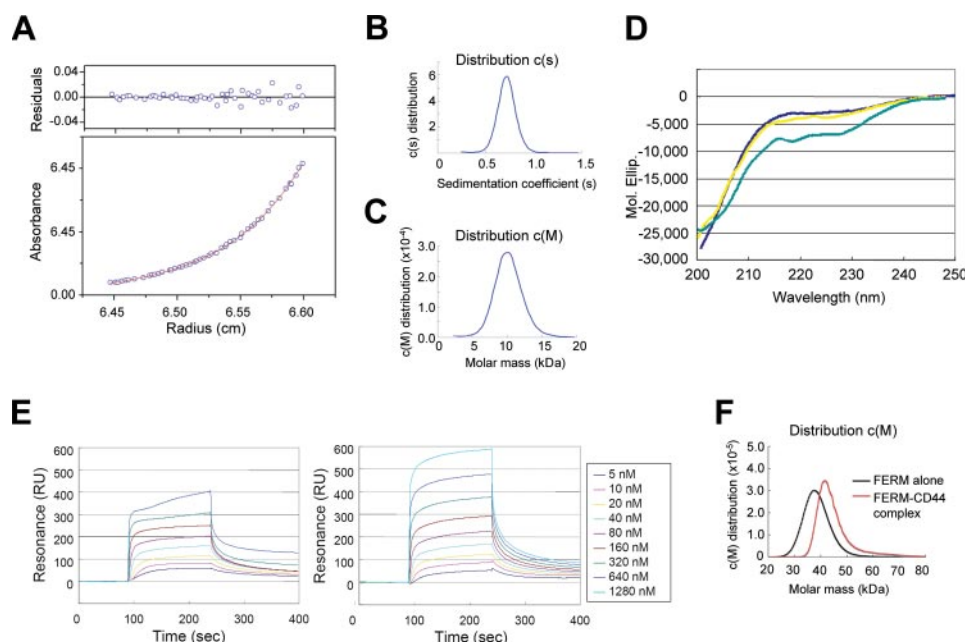 A
Residuals
0.04
0.00
-0.04
Absorbance
6.45
6.45
0.00
6.45
6.50
6.55
6.60
Radius (cm)
B
Distribution c(s)
c(s) distribution
6
4
2
0
0.5
1.0
1.5
Sedimentation coefficient (s)
C
Distribution c(M)
c(M) distribution (x10⁻⁴)
3.0
2.0
1.0
0.0
0
5
10
15
20
Molar mass (kDa)
D
Mol. Ellip.
0
-5,000
-10,000
-15,000
-20,000
-25,000
-30,000
200
210
220
230
240
250
Wavelength (nm)
E
Resonance (RU)
600
500
400
300
200
100
0
0
100
200
300
400
Time (sec)
Resonance (RU)
600
500
400
300
200
100
0
0
100
200
300
400
Time (sec)
5 nM
10 nM
20 nM
40 nM
80 nM
160 nM
320 nM
640 nM
1280 nM
F
Distribution c(M)
c(M) distribution (x10⁻⁵)
5.0
4.0
3.0
2.0
1.0
0
20
30
40
50
60
70
80
Molar mass (kDa)
FERM alone
FERM-CD44
complex